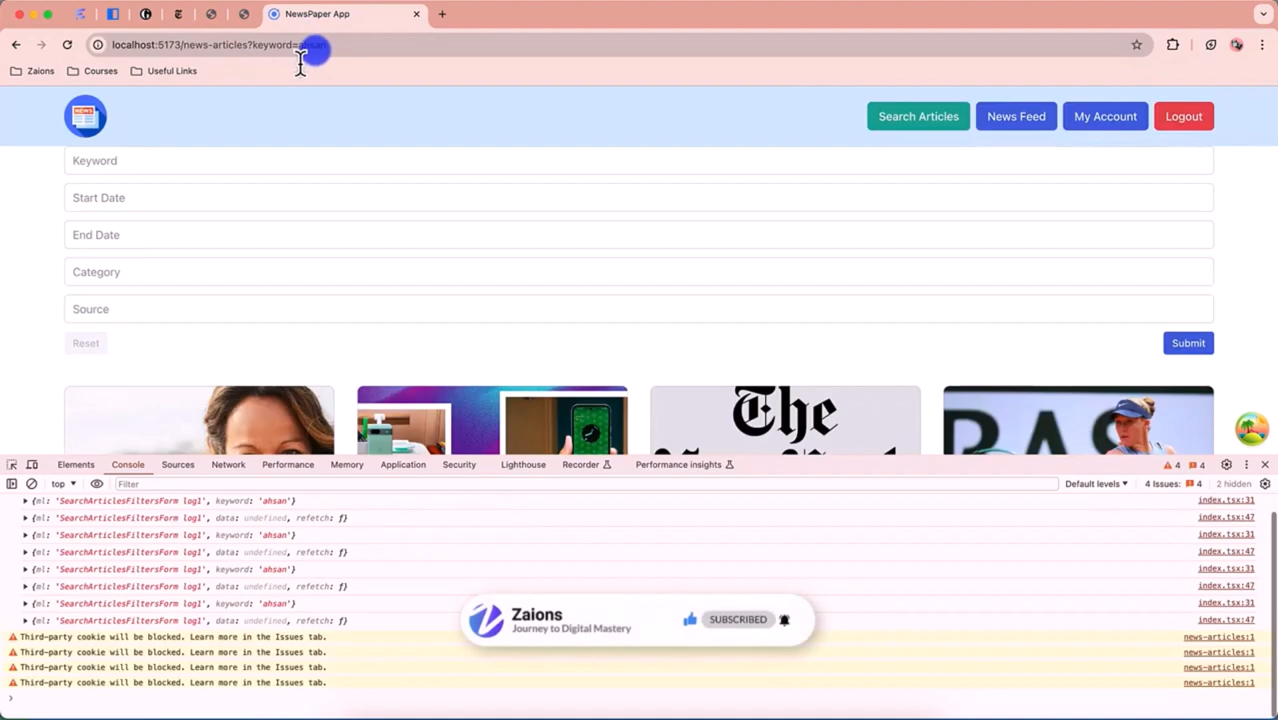 NewsPaper App
localhost:5173/news-articles?keyword=ahsan
Zaions
Courses
Useful Links
NEWS
Search Articles
News Feed
My Account
Logout
Keyword
Start Date
End Date
Category
Source
Reset
Submit
The
Elements
Console
Sources
Network
Performance
Memory
Application
Security
Lighthouse
Recorder
Performance insights
4
4
top
Filter
Default levels
4 Issues:
4
2 hidden
{ml: 'SearchArticlesFiltersForm log1', keyword: 'ahsan'} index.tsx:31
{ml: 'SearchArticlesFiltersForm log1', data: undefined, refetch: ƒ} index.tsx:47
{ml: 'SearchArticlesFiltersForm log1', keyword: 'ahsan'} index.tsx:31
{ml: 'SearchArticlesFiltersForm log1', data: undefined, refetch: ƒ} index.tsx:47
{ml: 'SearchArticlesFiltersForm log1', keyword: 'ahsan'} index.tsx:31
{ml: 'SearchArticlesFiltersForm log1', data: undefined, refetch: ƒ} index.tsx:47
{ml: 'SearchArticlesFiltersForm log1', keyword: 'ahsan'} index.tsx:31
{ml: 'SearchArticlesFiltersForm log1', data: undefined, refetch: ƒ} index.tsx:47
Third-party cookie will be blocked. Learn more in the Issues tab. news-articles:1
Third-party cookie will be blocked. Learn more in the Issues tab. news-articles:1
Third-party cookie will be blocked. Learn more in the Issues tab. news-articles:1
Third-party cookie will be blocked. Learn more in the Issues tab. news-articles:1
Zaions
Journey to Digital Mastery
SUBSCRIBED